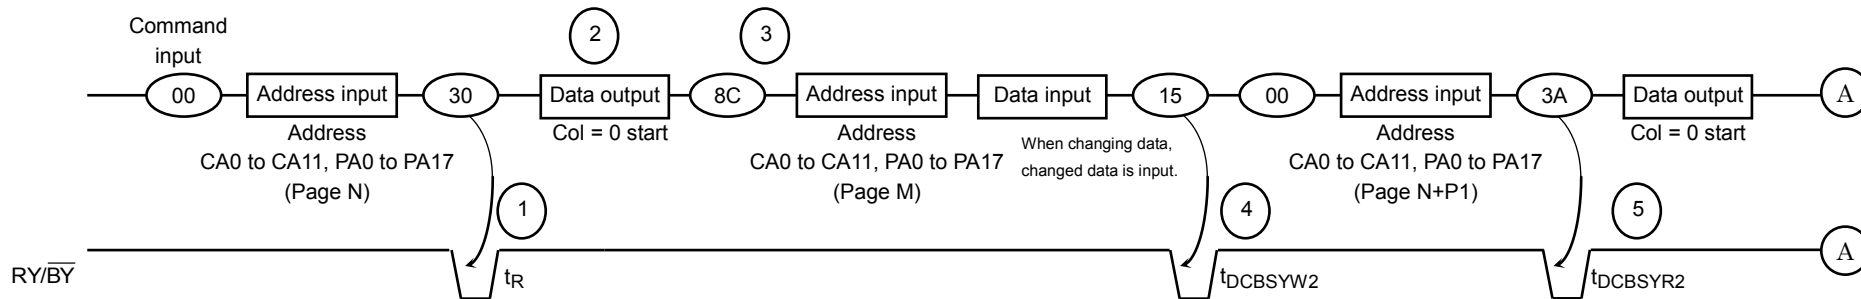 Command
input
2
3
00
Address input
30
Data output
8C
Address input
Data input
15
00
Address input
3A
Data output
A
Address
CA0 to CA11, PA0 to PA17
(Page N)
Col = 0 start
Address
CA0 to CA11, PA0 to PA17
(Page M)
When changing data,
changed data is input.
Address
CA0 to CA11, PA0 to PA17
(Page N+P1)
Col = 0 start
1
4
5
RY/BY
tR
tDCBSYW2
tDCBSYR2
A